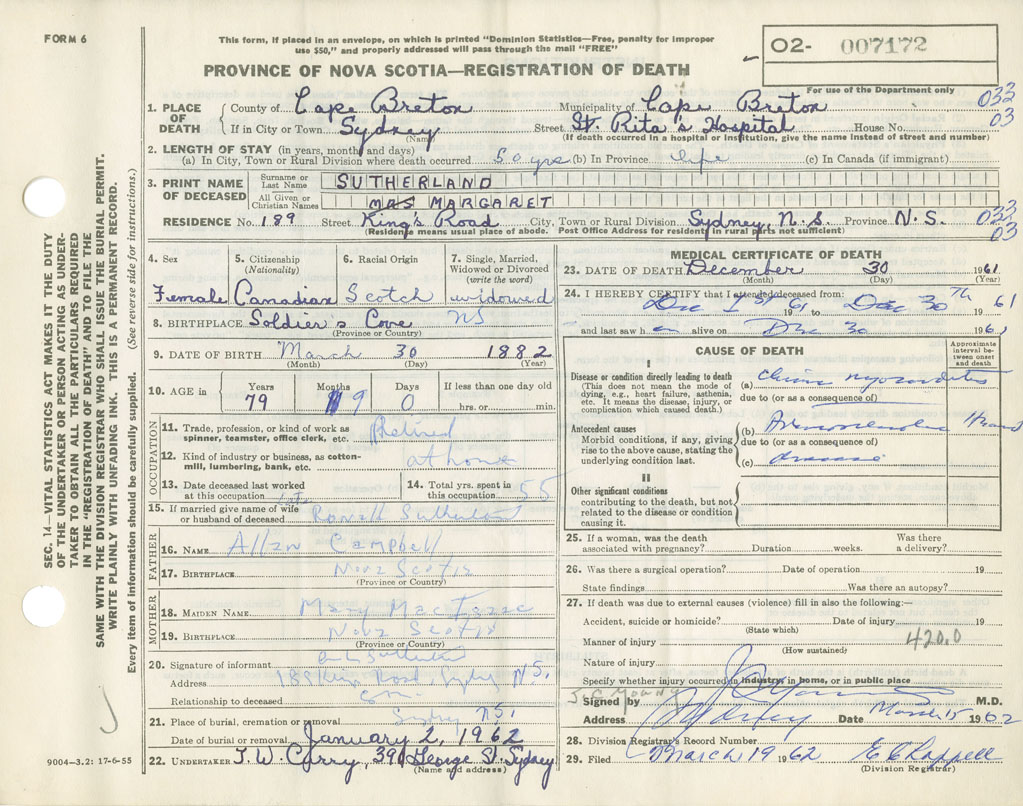 FORM 6
This form, if placed in an envelope, on which is printed "Dominion Statistics—Free, penalty for improper
use $50," and properly addressed will pass through the mail "FREE"
PROVINCE OF NOVA SCOTIA—REGISTRATION OF DEATH
O2- 007172
For use of the Department only
033
03
1. PLACE OF DEATH { County of Cape Breton Municipality of Cape Breton
If in City or Town Sydney Street St. Rita's Hospital House No.
(Name) (If death occurred in a hospital or institution, give the name instead of street and number)
2. LENGTH OF STAY (in years, months and days)
(a) In City, Town or Rural Division where death occurred 50 yrs (b) In Province life (c) In Canada (if immigrant)
3. PRINT NAME OF DECEASED
Surname or Last Name SUTHERLAND
All Given or Christian Names MRS MARGARET
RESIDENCE No. 189 Street King's Road City, Town or Rural Division Sydney, N.S. Province N.S.
(Residence means usual place of abode. Post Office Address for resident in rural parts not sufficient)
033
03
4. Sex Female
5. Citizenship (Nationality) Canadian
6. Racial Origin Scotch
7. Single, Married, Widowed or Divorced (write the word) widowed
8. BIRTHPLACE Soldier's Cove NS
(Province or Country)
9. DATE OF BIRTH March 30 1882
(Month) (Day) (Year)
10. AGE in Years 79 Months 9 Days 0 If less than one day old hrs. or min.
OCCUPATION
11. Trade, profession, or kind of work as spinner, teamster, office clerk, etc. Retired
12. Kind of industry or business, as cotton-mill, lumbering, bank, etc. at home
13. Date deceased last worked at this occupation
14. Total yrs. spent in this occupation 55
15. If married give name of wife or husband of deceased Sutherland
FATHER
16. NAME Allan Campbell
17. BIRTHPLACE Nova Scotia
(Province or Country)
MOTHER
18. MAIDEN NAME Mary MacIsaac
19. BIRTHPLACE Nova Scotia
(Province or Country)
20. Signature of informant Sutherland
Address Kings Road, Sydney N.S.
Relationship to deceased
21. Place of burial, cremation or removal Sydney N.S.
Date of burial or removal January 2, 1962
22. UNDERTAKER T. W. Curry, 390 George St. Sydney
(Name and address)
MEDICAL CERTIFICATE OF DEATH
23. DATE OF DEATH December 30 1961
(Month) (Day) (Year)
24. I HEREBY CERTIFY that I attended deceased from:
Dec 1st 1961 to Dec 30th 1961
and last saw h er alive on Dec 30 1961
CAUSE OF DEATH
Approximate interval between onset and death
I
Disease or condition directly leading to death
(This does not mean the mode of dying, e.g., heart failure, asthenia, etc. It means the disease, injury, or complication which caused death.)
(a) myocarditis
due to (or as a consequence of)
Antecedent causes
Morbid conditions, if any, giving rise to the above cause, stating the underlying condition last.
(b) Heart
due to (or as a consequence of)
(c) disease
II
Other significant conditions
contributing to the death, but not related to the disease or condition causing it.
25. If a woman, was the death associated with pregnancy? Duration weeks. Was there a delivery?
26. Was there a surgical operation? Date of operation 19
State findings Was there an autopsy?
27. If death was due to external causes (violence) fill in also the following:—
Accident, suicide or homicide? Date of injury 19
(State which)
Manner of injury 420.0
(How sustained)
Nature of injury
Specify whether injury occurred in industry, in home, or in public place
Signed by M.D.
Address Sydney Date March 15 1962
28. Division Registrar's Record Number
29. Filed March 19 1962 E C Chappell
(Division Registrar)
SEC. 14—VITAL STATISTICS ACT MAKES IT THE DUTY
OF THE UNDERTAKER OR PERSON ACTING AS UNDER-
TAKER TO OBTAIN ALL THE PARTICULARS REQUIRED
IN THE "REGISTRATION OF DEATH" AND TO FILE THE
SAME WITH THE DIVISION REGISTRAR WHO SHALL ISSUE THE BURIAL PERMIT.
WRITE PLAINLY WITH UNFADING INK. THIS IS A PERMANENT RECORD.
Every item of information should be carefully supplied. (See reverse side for instructions.)
9004-3.2: 17-6-55